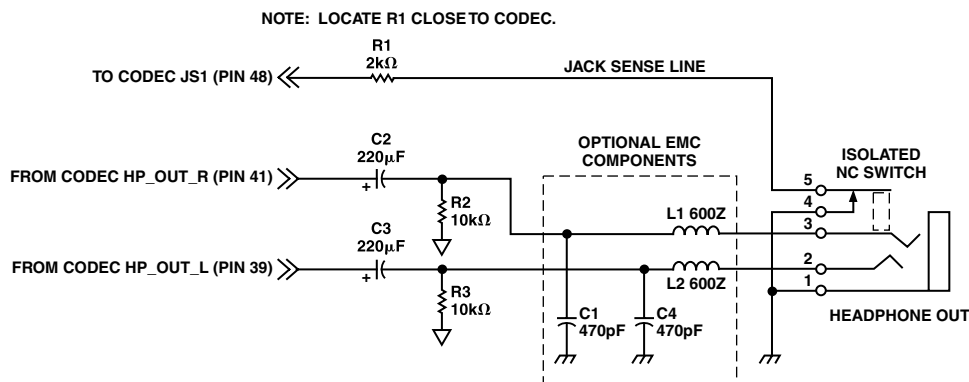 NOTE: LOCATE R1 CLOSE TO CODEC.
R1
2kΩ
TO CODEC JS1 (PIN 48)
JACK SENSE LINE
C2
220μF
+
FROM CODEC HP_OUT_R (PIN 41)
R2
10kΩ
C3
220μF
+
FROM CODEC HP_OUT_L (PIN 39)
R3
10kΩ
OPTIONAL EMC
COMPONENTS
L1 600Z
L2 600Z
C1
470pF
C4
470pF
ISOLATED
NC SWITCH
5
4
3
2
1
HEADPHONE OUT